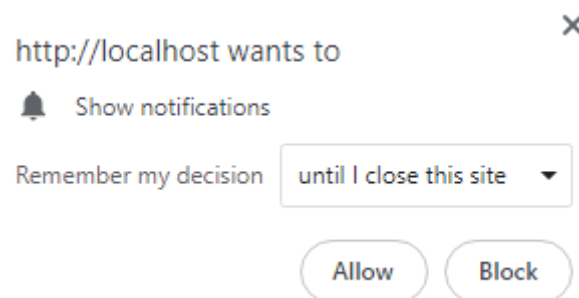 http://localhost wants to
Show notifications
Remember my decision until I close this site
Allow Block